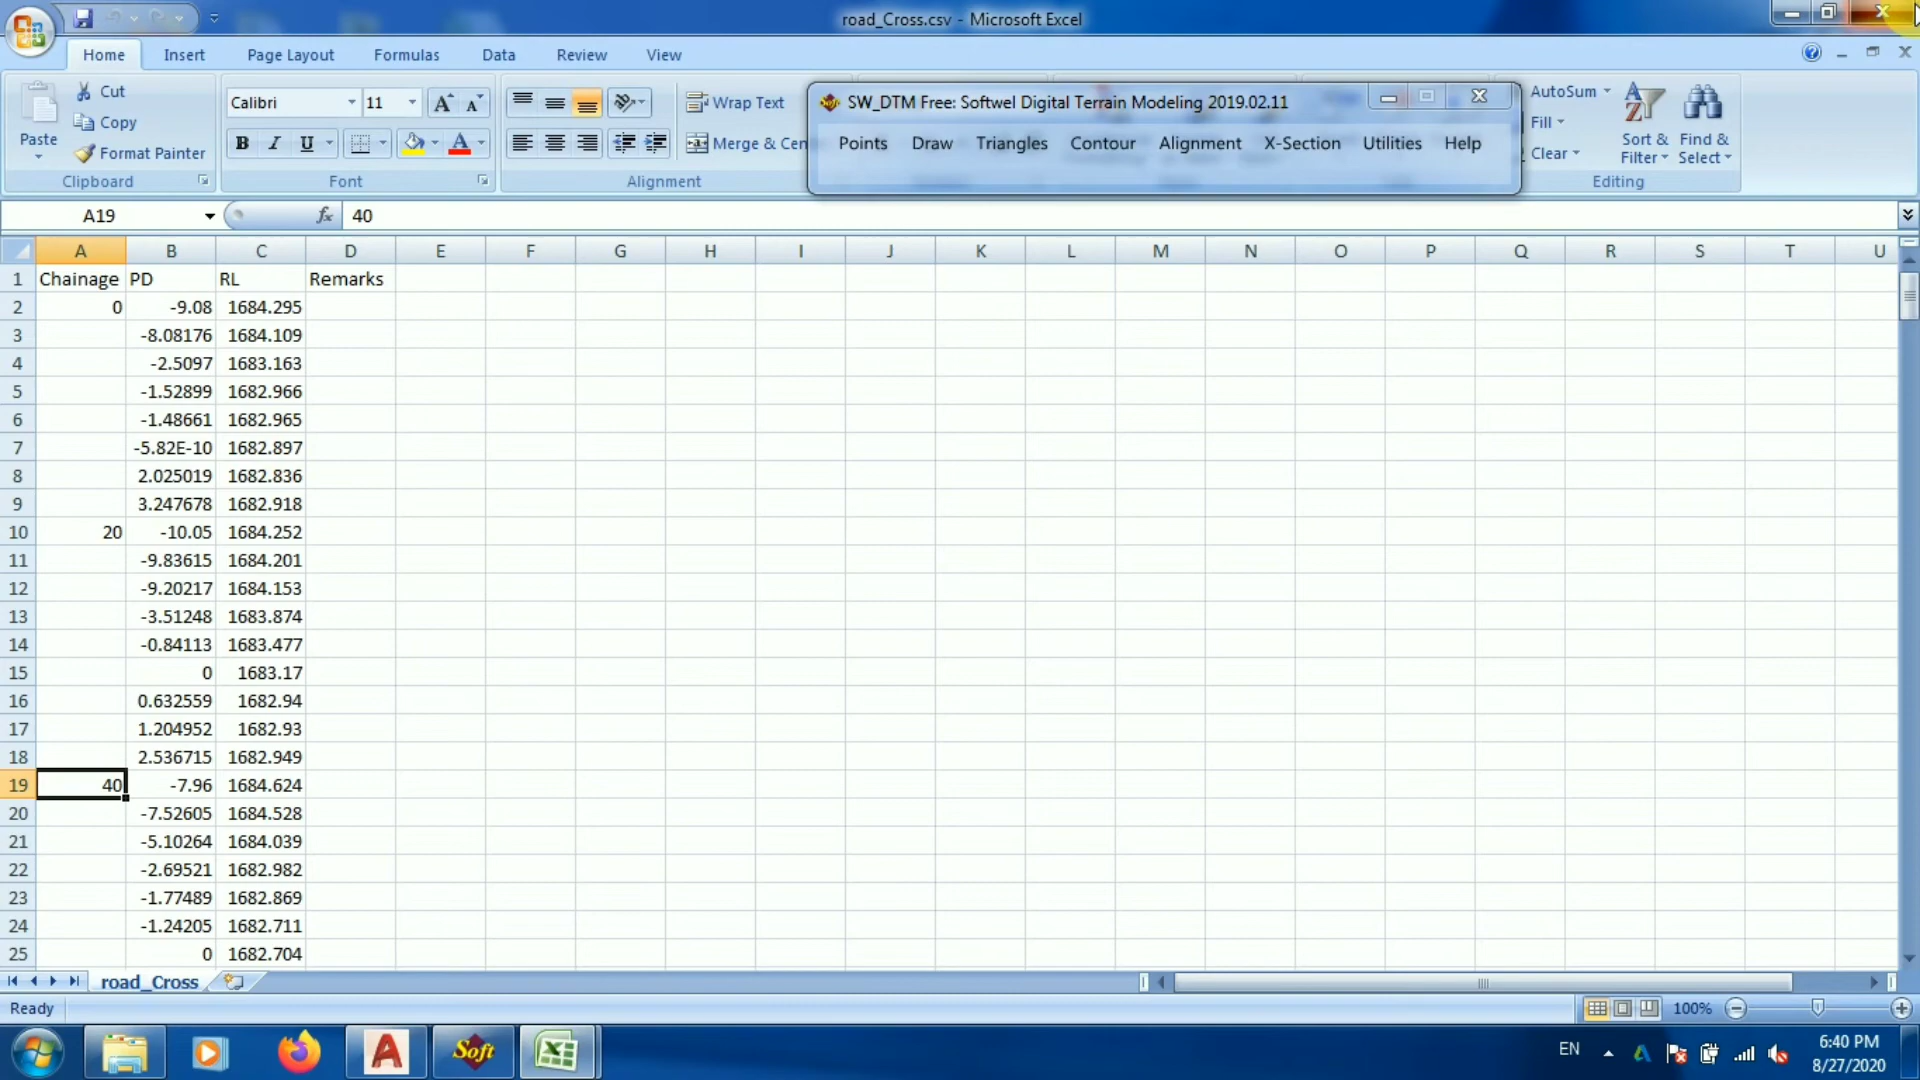 road_Cross.csv - Microsoft Excel
Home Insert Page Layout Formulas Data Review View
Paste
Cut
Copy
Format Painter
Clipboard
Calibri 11
B I U
Font
Wrap Text
Merge & Cen
Alignment
SW_DTM Free: Softwel Digital Terrain Modeling 2019.02.11
Points Draw Triangles Contour Alignment X-Section Utilities Help
AutoSum
Fill
Clear
Sort & Filter
Find & Select
Editing
A19 fx 40
A B C D E F G H I J K L M N O P Q R S T U
1 Chainage PD RL Remarks
2 0 -9.08 1684.295
3 -8.08176 1684.109
4 -2.5097 1683.163
5 -1.52899 1682.966
6 -1.48661 1682.965
7 -5.82E-10 1682.897
8 2.025019 1682.836
9 3.247678 1682.918
10 20 -10.05 1684.252
11 -9.83615 1684.201
12 -9.20217 1684.153
13 -3.51248 1683.874
14 -0.84113 1683.477
15 0 1683.17
16 0.632559 1682.94
17 1.204952 1682.93
18 2.536715 1682.949
19 40 -7.96 1684.624
20 -7.52605 1684.528
21 -5.10264 1684.039
22 -2.69521 1682.982
23 -1.77489 1682.869
24 -1.24205 1682.711
25 0 1682.704
road_Cross
Ready 100%
Soft EN 6:40 PM
8/27/2020